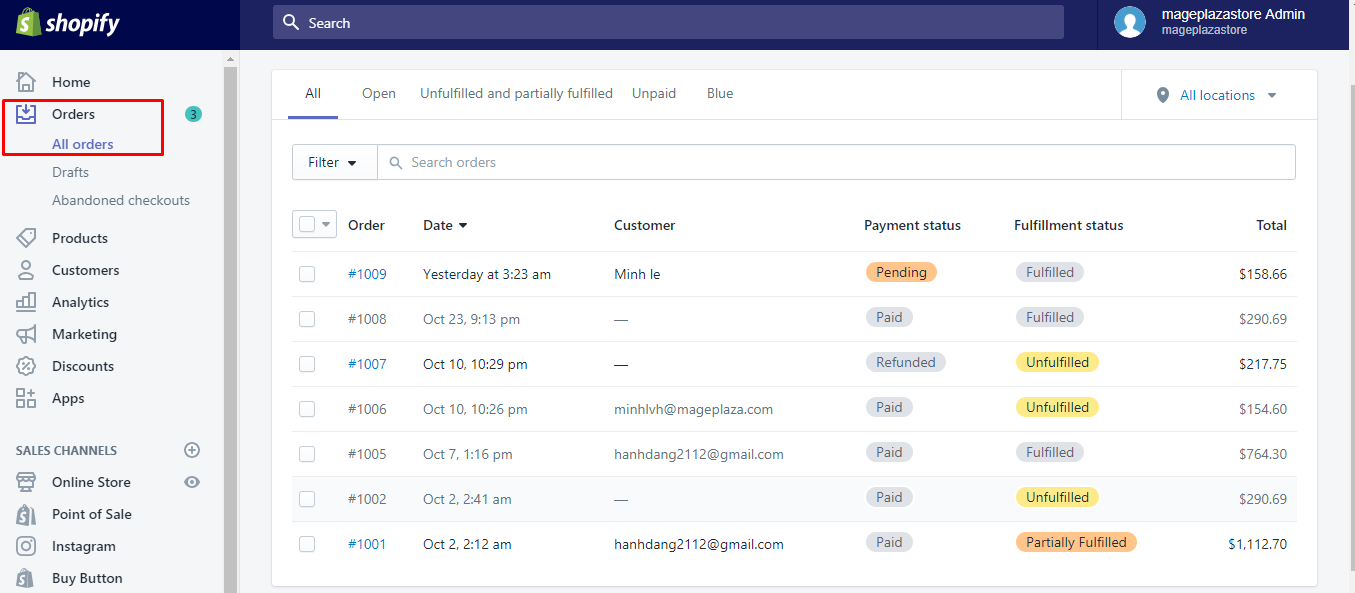 shopify
Search
mageplazastore Admin
mageplazastore
Home
Orders
3
All orders
Drafts
Abandoned checkouts
Products
Customers
Analytics
Marketing
Discounts
Apps
SALES CHANNELS
Online Store
Point of Sale
Instagram
Buy Button
All Open Unfulfilled and partially fulfilled Unpaid Blue
All locations
Filter Search orders
Order Date Customer Payment status Fulfillment status Total
#1009 Yesterday at 3:23 am Minh le Pending Fulfilled $158.66
#1008 Oct 23, 9:13 pm — Paid Fulfilled $290.69
#1007 Oct 10, 10:29 pm — Refunded Unfulfilled $217.75
#1006 Oct 10, 10:26 pm minhlvh@mageplaza.com Paid Unfulfilled $154.60
#1005 Oct 7, 1:16 pm hanhdang2112@gmail.com Paid Fulfilled $764.30
#1002 Oct 2, 2:41 am — Paid Unfulfilled $290.69
#1001 Oct 2, 2:12 am hanhdang2112@gmail.com Paid Partially Fulfilled $1,112.70